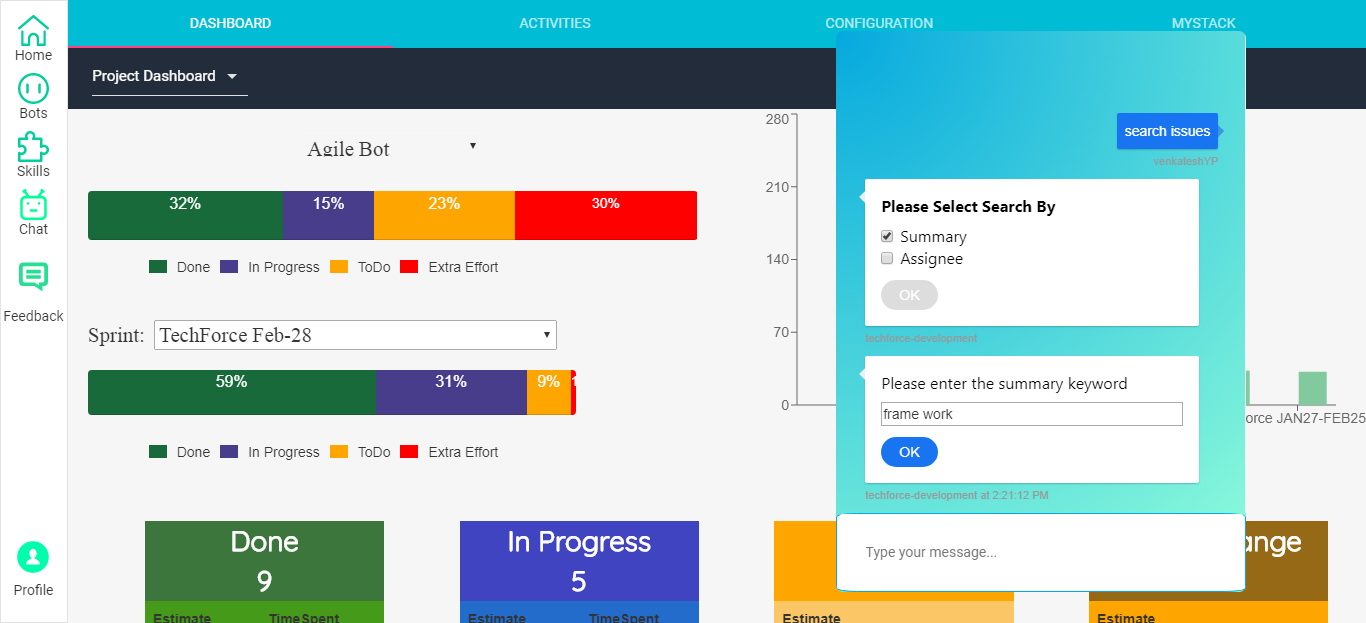 DASHBOARD
ACTIVITIES
CONFIGURATION
MYSTACK
Home
Bots
Skills
Chat
Feedback
Profile
Project Dashboard
Agile Bot
32%
15%
23%
30%
Done
In Progress
ToDo
Extra Effort
Sprint:
TechForce Feb-28
59%
31%
9%
Done
In Progress
ToDo
Extra Effort
280
210
140
70
0
orce JAN27-FEB25
search issues
venkateshYP
Please Select Search By
Summary
Assignee
OK
techforce-development
Please enter the summary keyword
frame work
OK
techforce-development at 2:21:12 PM
Type your message...
Done
9
Estimate
TimeSpent
In Progress
5
Estimate
TimeSpent
Estimate
ange
Estimate